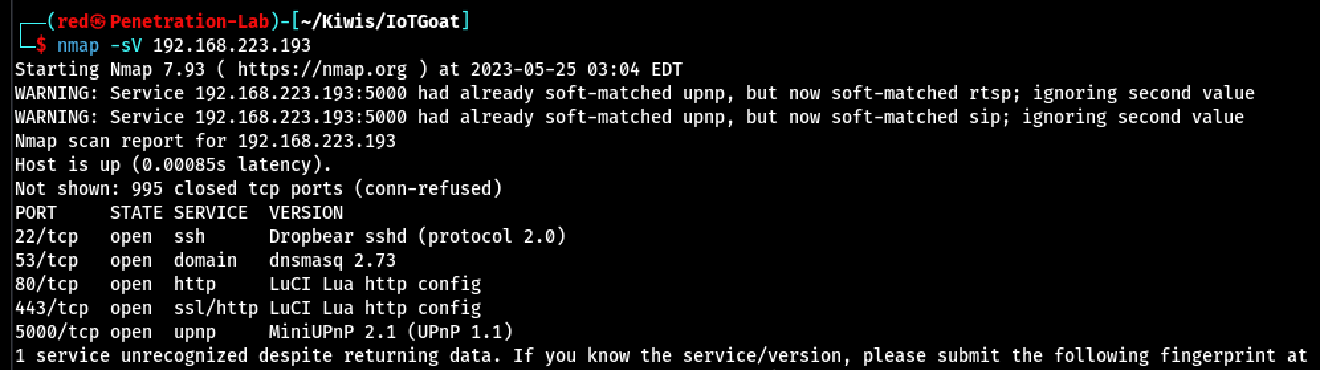 ┌──(red㉿Penetration-Lab)-[~/Kiwis/IoTGoat]
└─$ nmap -sV 192.168.223.193
Starting Nmap 7.93 ( https://nmap.org ) at 2023-05-25 03:04 EDT
WARNING: Service 192.168.223.193:5000 had already soft-matched upnp, but now soft-matched rtsp; ignoring second value
WARNING: Service 192.168.223.193:5000 had already soft-matched upnp, but now soft-matched sip; ignoring second value
Nmap scan report for 192.168.223.193
Host is up (0.00085s latency).
Not shown: 995 closed tcp ports (conn-refused)
PORT     STATE SERVICE  VERSION
22/tcp   open  ssh      Dropbear sshd (protocol 2.0)
53/tcp   open  domain   dnsmasq 2.73
80/tcp   open  http     LuCI Lua http config
443/tcp  open  ssl/http LuCI Lua http config
5000/tcp open  upnp     MiniUPnP 2.1 (UPnP 1.1)
1 service unrecognized despite returning data. If you know the service/version, please submit the following fingerprint at